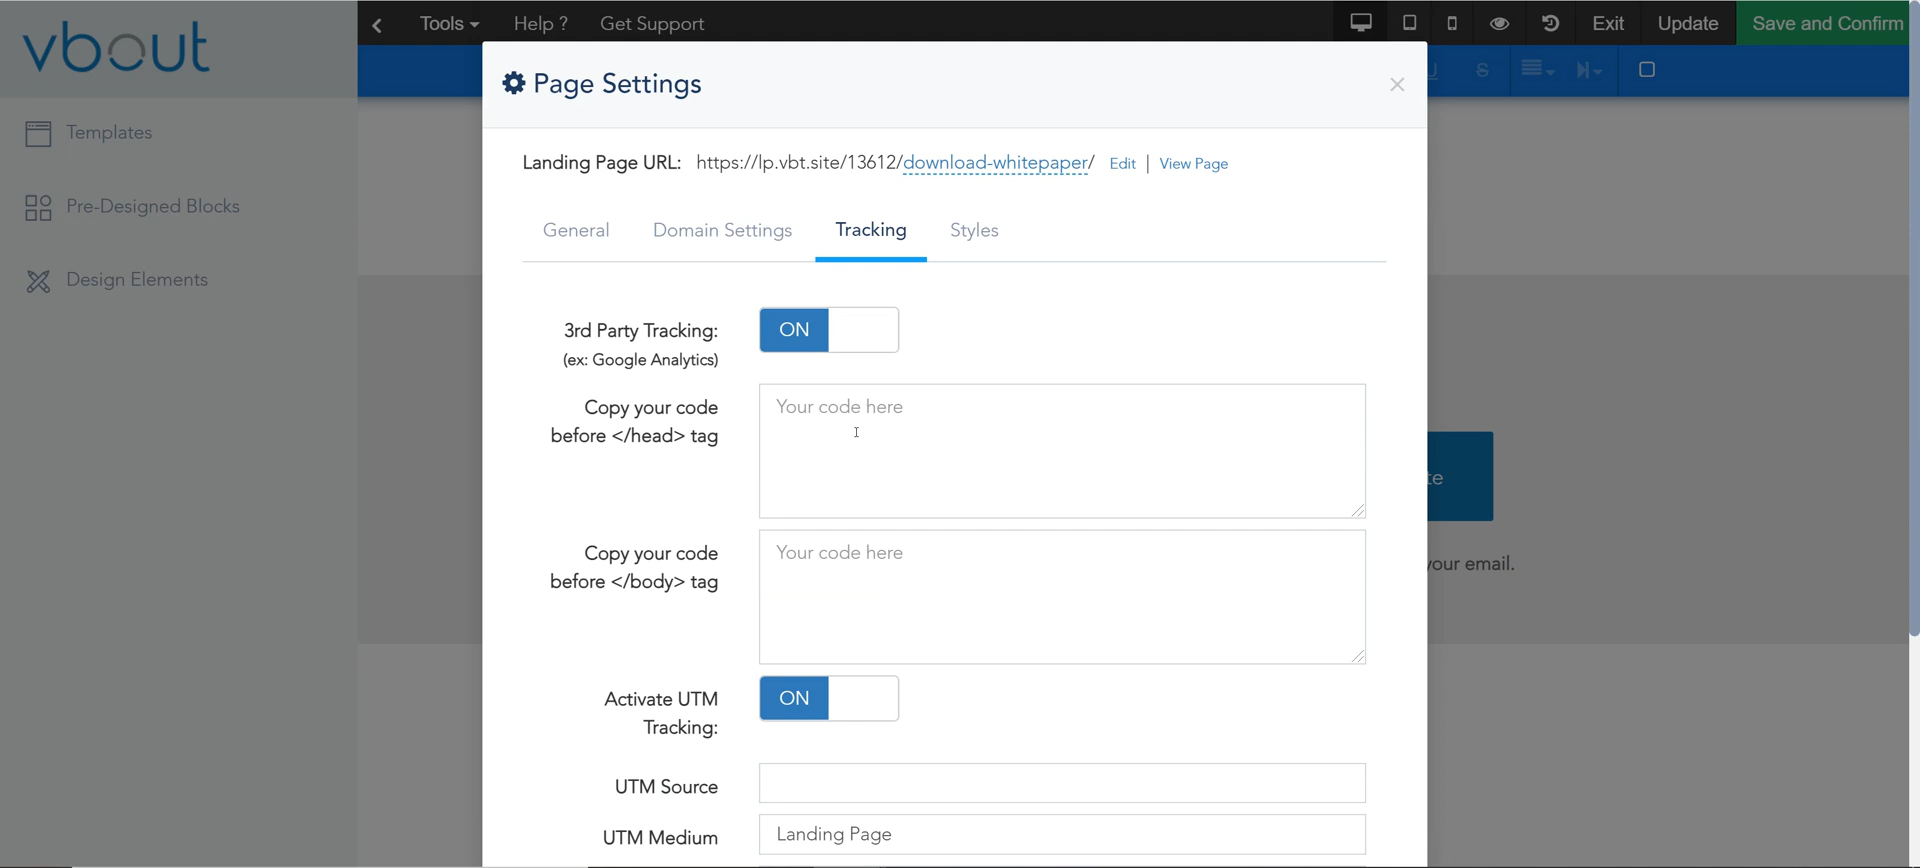 vbout
Tools
Help ?
Get Support
Exit
Update
Save and Confirm
Templates
Pre-Designed Blocks
Design Elements
S
Page Settings
Landing Page URL: https://lp.vbt.site/13612/download-whitepaper/ Edit | View Page
General
Domain Settings
Tracking
Styles
3rd Party Tracking:
ON
(ex: Google Analytics)
Copy your code
before </head> tag
Your code here
Copy your code
before </body> tag
Your code here
Activate UTM
Tracking:
ON
UTM Source
UTM Medium
Landing Page
te
your email.